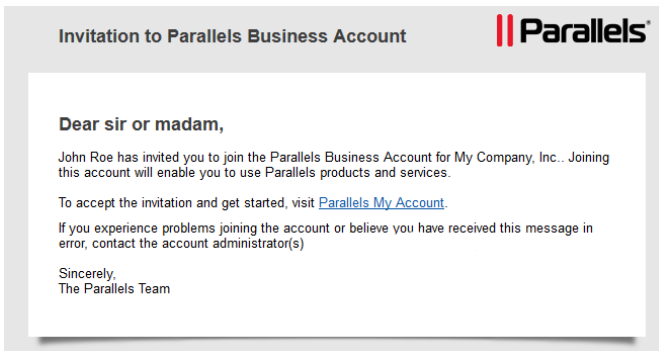 Invitation to Parallels Business Account
Parallels®
Dear sir or madam,
John Roe has invited you to join the Parallels Business Account for My Company, Inc.. Joining
this account will enable you to use Parallels products and services.
To accept the invitation and get started, visit Parallels My Account.
If you experience problems joining the account or believe you have received this message in
error, contact the account administrator(s)
Sincerely,
The Parallels Team